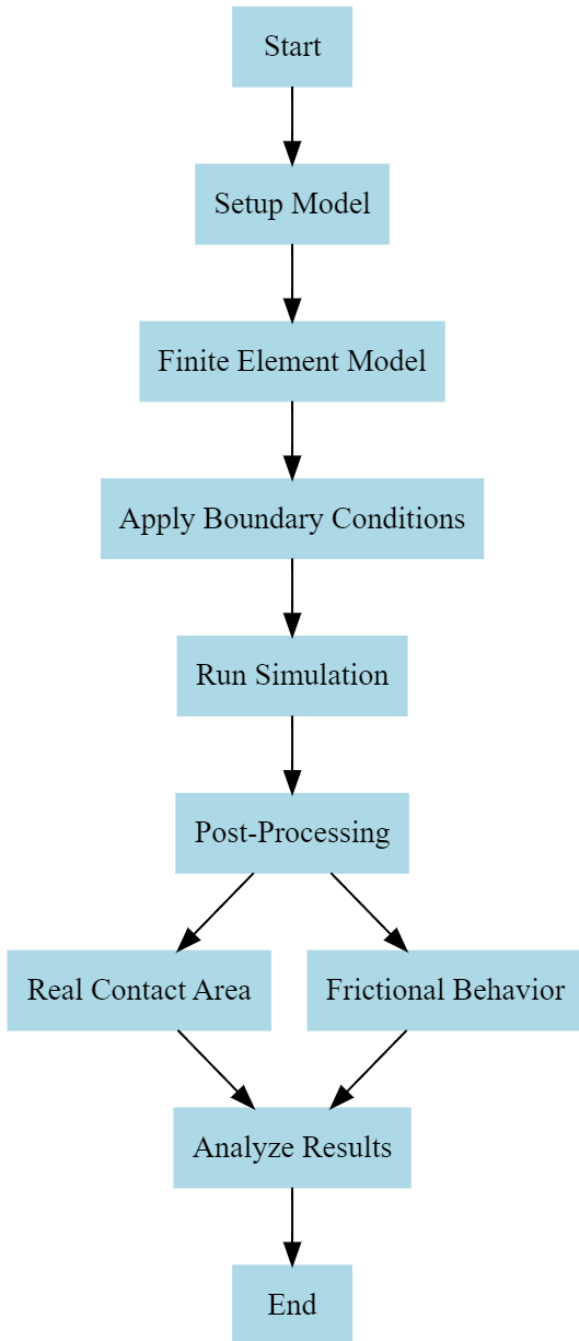 Start
Setup Model
Finite Element Model
Apply Boundary Conditions
Run Simulation
Post-Processing
Real Contact Area
Frictional Behavior
Analyze Results
End